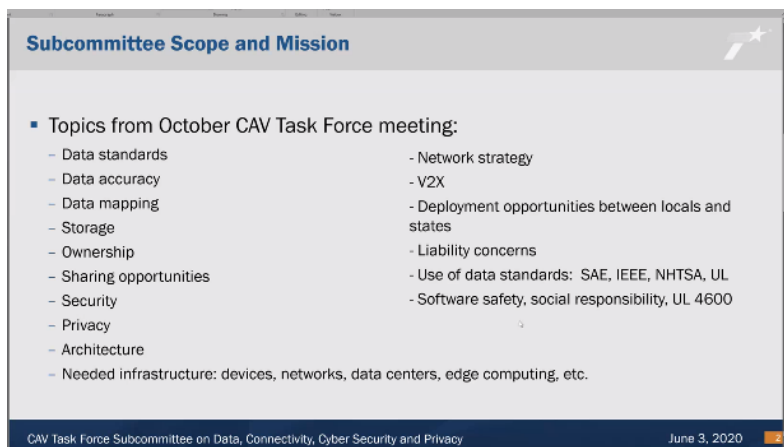 Subcommittee Scope and Mission
▪ Topics from October CAV Task Force meeting:
– Data standards
– Data accuracy
– Data mapping
– Storage
– Ownership
– Sharing opportunities
– Security
– Privacy
– Architecture
– Needed infrastructure: devices, networks, data centers, edge computing, etc.
- Network strategy
- V2X
- Deployment opportunities between locals and
states
- Liability concerns
- Use of data standards: SAE, IEEE, NHTSA, UL
- Software safety, social responsibility, UL 4600
CAV Task Force Subcommittee on Data, Connectivity, Cyber Security and Privacy
June 3, 2020
2